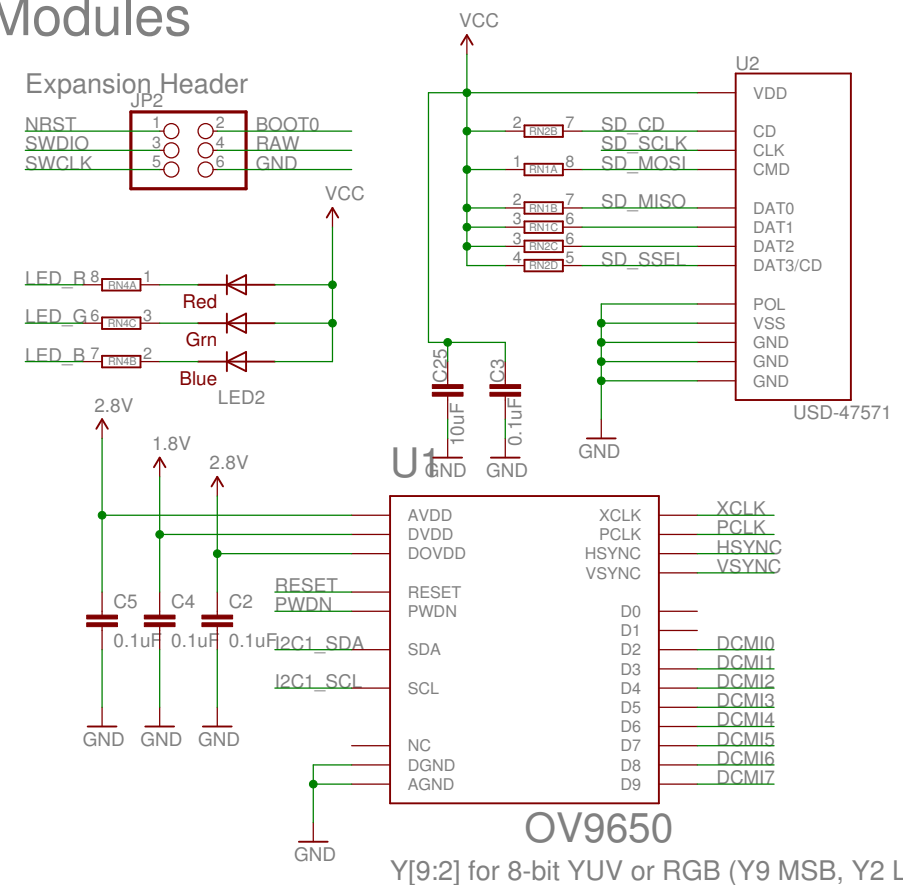 Modules
VCC
Expansion Header
JP2
NRST 1 2 BOOT0
SWDIO 3 4 RAW
SWCLK 5 6 GND
U2
VDD
2 RN2B 7 SD_CD CD
SD_SCLK CLK
1 RN1A 8 SD_MOSI CMD
2 RN1B 7 SD_MISO DAT0
3 RN1C 6 DAT1
3 RN2C 6 DAT2
4 RN2D 5 SD_SSEL DAT3/CD
POL
VSS
GND
GND
GND
USD-47571
GND
VCC
LED_R 8 RN4A 1
Red
LED_G 6 RN4C 3
Grn
LED_B 7 RN4B 2
Blue
LED2
C25 10uF GND
C3 0.1uF GND
2.8V
1.8V
2.8V
C5 C4 C2
0.1uF 0.1uF 0.1uF
GND GND GND
U1
AVDD XCLK XCLK
DVDD PCLK PCLK
DOVDD HSYNC HSYNC
VSYNC VSYNC
RESET RESET
PWDN PWDN D0
D1
I2C1_SDA SDA D2 DCMI0
D3 DCMI1
I2C1_SCL SCL D4 DCMI2
D5 DCMI3
D6 DCMI4
NC D7 DCMI5
DGND D8 DCMI6
AGND D9 DCMI7
GND
OV9650
Y[9:2] for 8-bit YUV or RGB (Y9 MSB, Y2 L